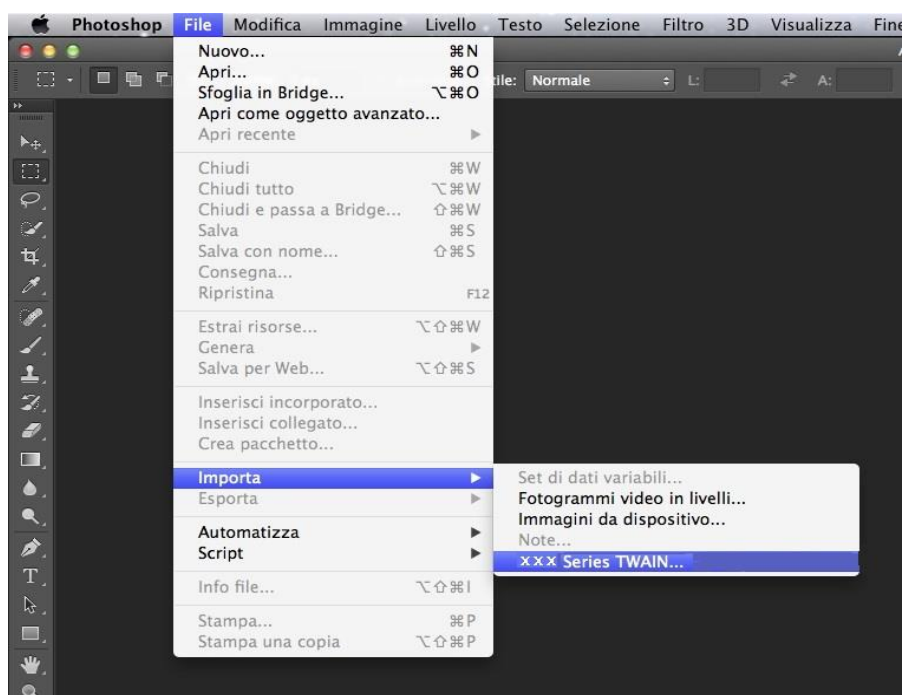 Photoshop File Modifica Immagine Livello Testo Selezione Filtro 3D Visualizza Fine
tile: Normale L: A:
Nuovo... ⌘N
Apri... ⌘O
Sfoglia in Bridge... ⌥⌘O
Apri come oggetto avanzato...
Apri recente
Chiudi ⌘W
Chiudi tutto ⌥⌘W
Chiudi e passa a Bridge... ⇧⌘W
Salva ⌘S
Salva con nome... ⇧⌘S
Consegna...
Ripristina F12
Estrai risorse... ⌥⇧⌘W
Genera
Salva per Web... ⌥⇧⌘S
Inserisci incorporato...
Inserisci collegato...
Crea pacchetto...
Importa
Esporta
Automatizza
Script
Info file... ⌥⇧⌘I
Stampa... ⌘P
Stampa una copia ⌥⇧⌘P
Set di dati variabili...
Fotogrammi video in livelli...
Immagini da dispositivo...
Note...
xxx Series TWAIN...